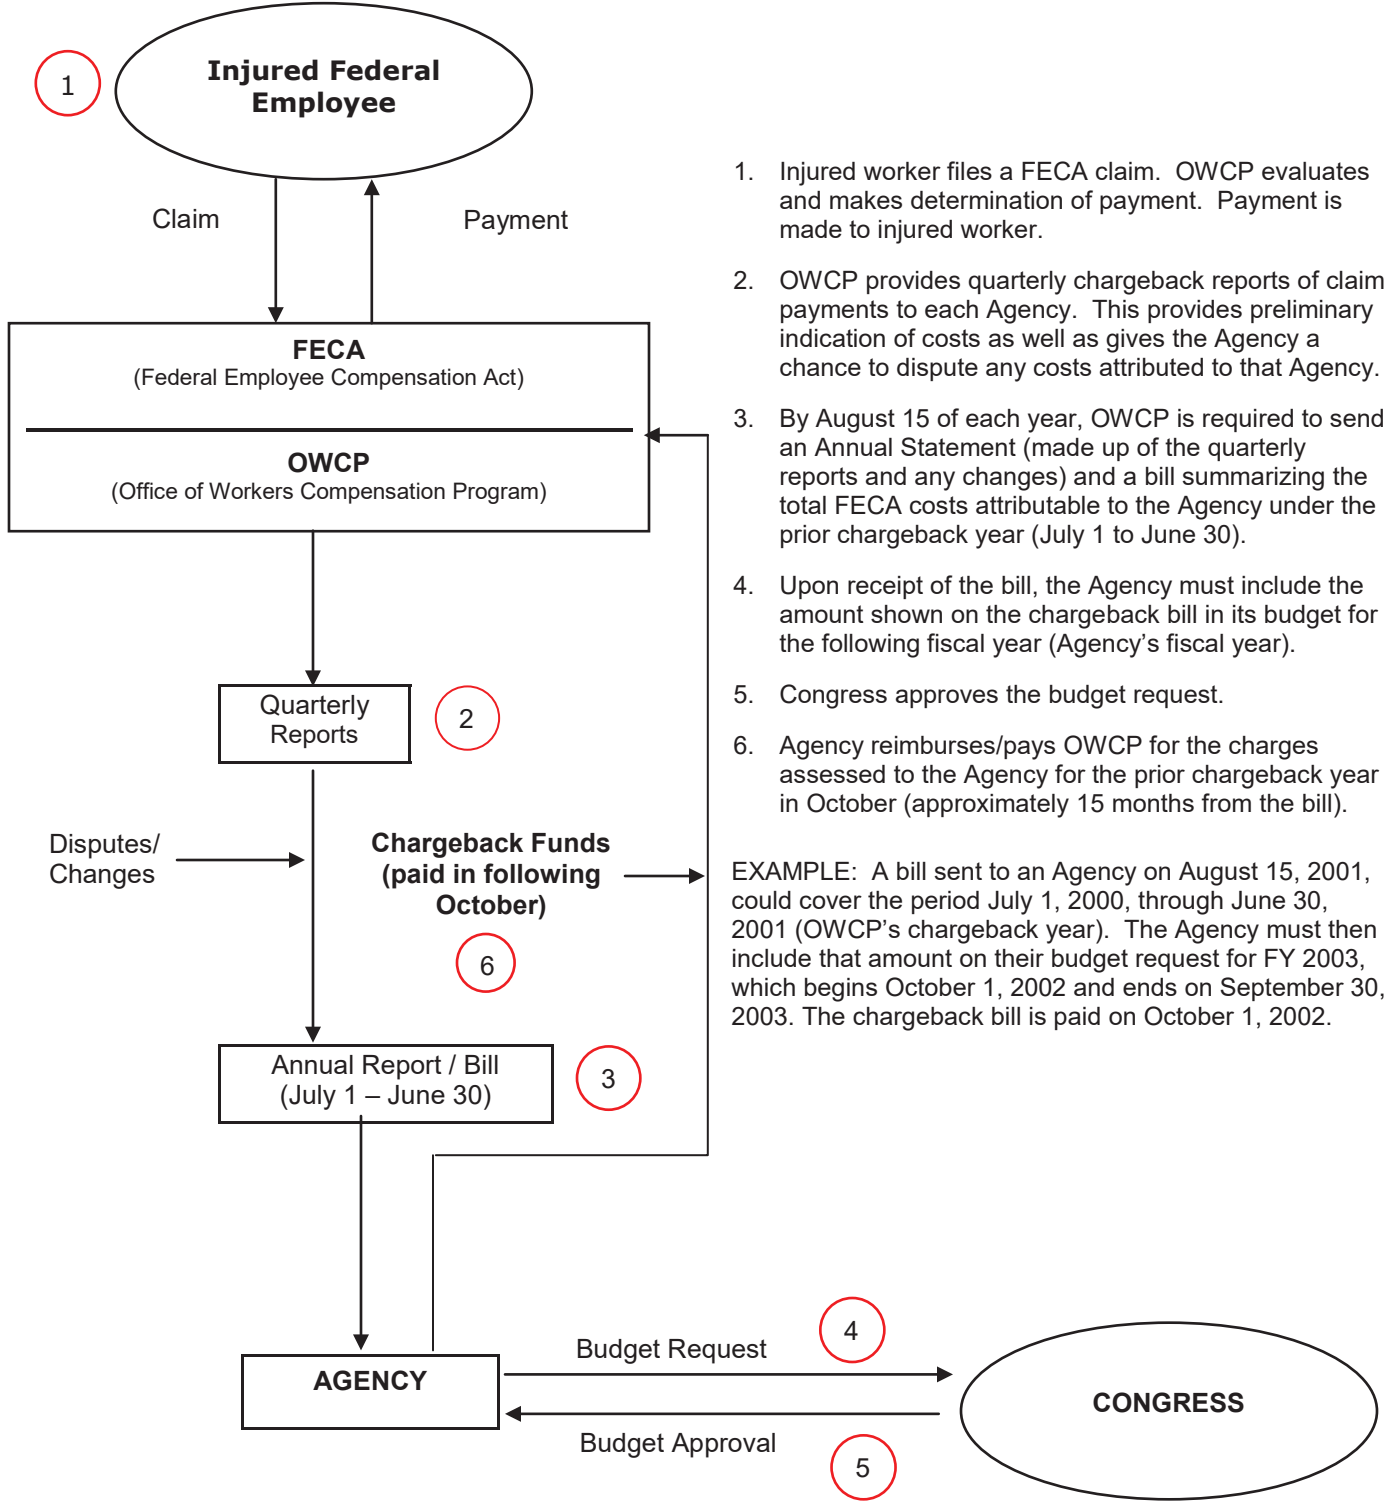 1
Injured Federal
Employee
Claim
Payment
FECA
(Federal Employee Compensation Act)
OWCP
(Office of Workers Compensation Program)
Quarterly
Reports
2
Disputes/
Changes
Chargeback Funds
(paid in following
October)
6
Annual Report / Bill
(July 1 – June 30)
3
AGENCY
Budget Request
4
Budget Approval
5
CONGRESS
1. Injured worker files a FECA claim. OWCP evaluates
and makes determination of payment. Payment is
made to injured worker.
2. OWCP provides quarterly chargeback reports of claim
payments to each Agency. This provides preliminary
indication of costs as well as gives the Agency a
chance to dispute any costs attributed to that Agency.
3. By August 15 of each year, OWCP is required to send
an Annual Statement (made up of the quarterly
reports and any changes) and a bill summarizing the
total FECA costs attributable to the Agency under the
prior chargeback year (July 1 to June 30).
4. Upon receipt of the bill, the Agency must include the
amount shown on the chargeback bill in its budget for
the following fiscal year (Agency's fiscal year).
5. Congress approves the budget request.
6. Agency reimburses/pays OWCP for the charges
assessed to the Agency for the prior chargeback year
in October (approximately 15 months from the bill).
EXAMPLE: A bill sent to an Agency on August 15, 2001,
could cover the period July 1, 2000, through June 30,
2001 (OWCP's chargeback year). The Agency must then
include that amount on their budget request for FY 2003,
which begins October 1, 2002 and ends on September 30,
2003. The chargeback bill is paid on October 1, 2002.